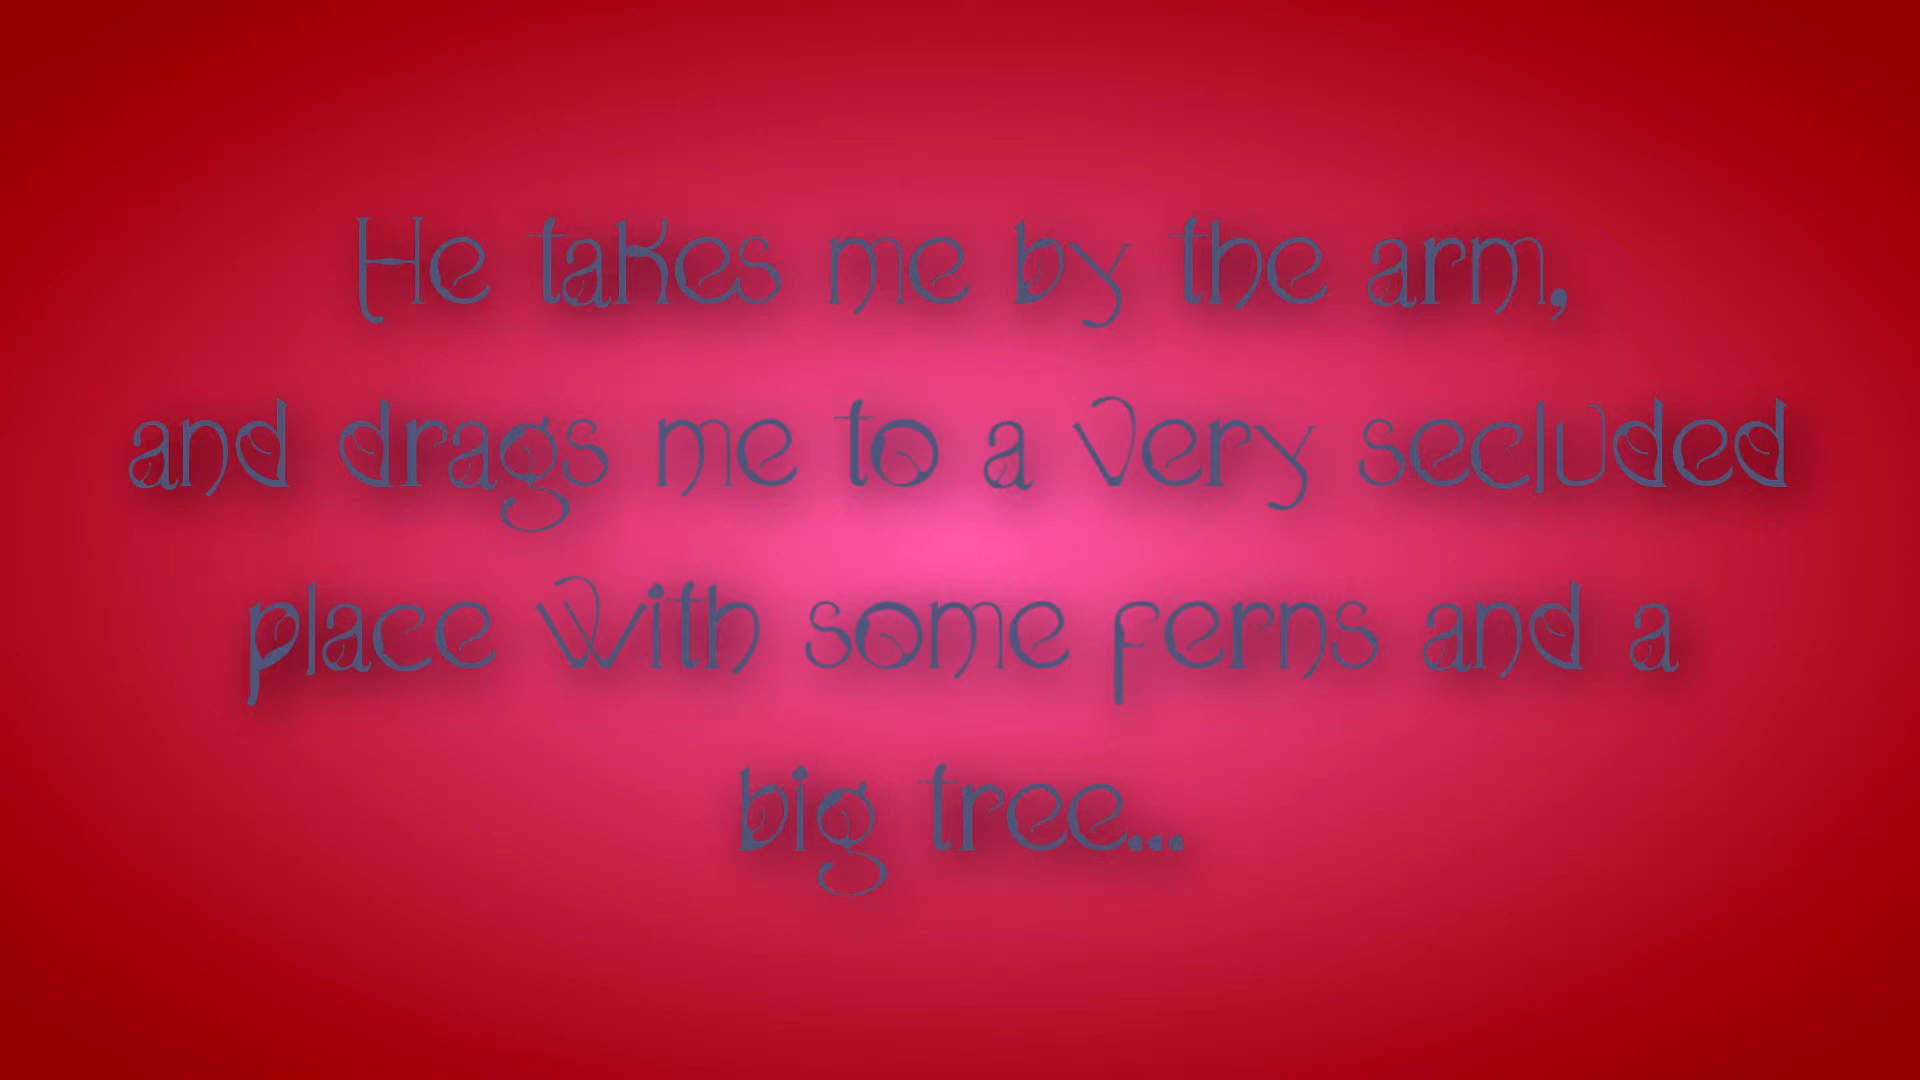 He takes me by the arm,
and drags me to a very secluded
place with some ferns and a
big tree...